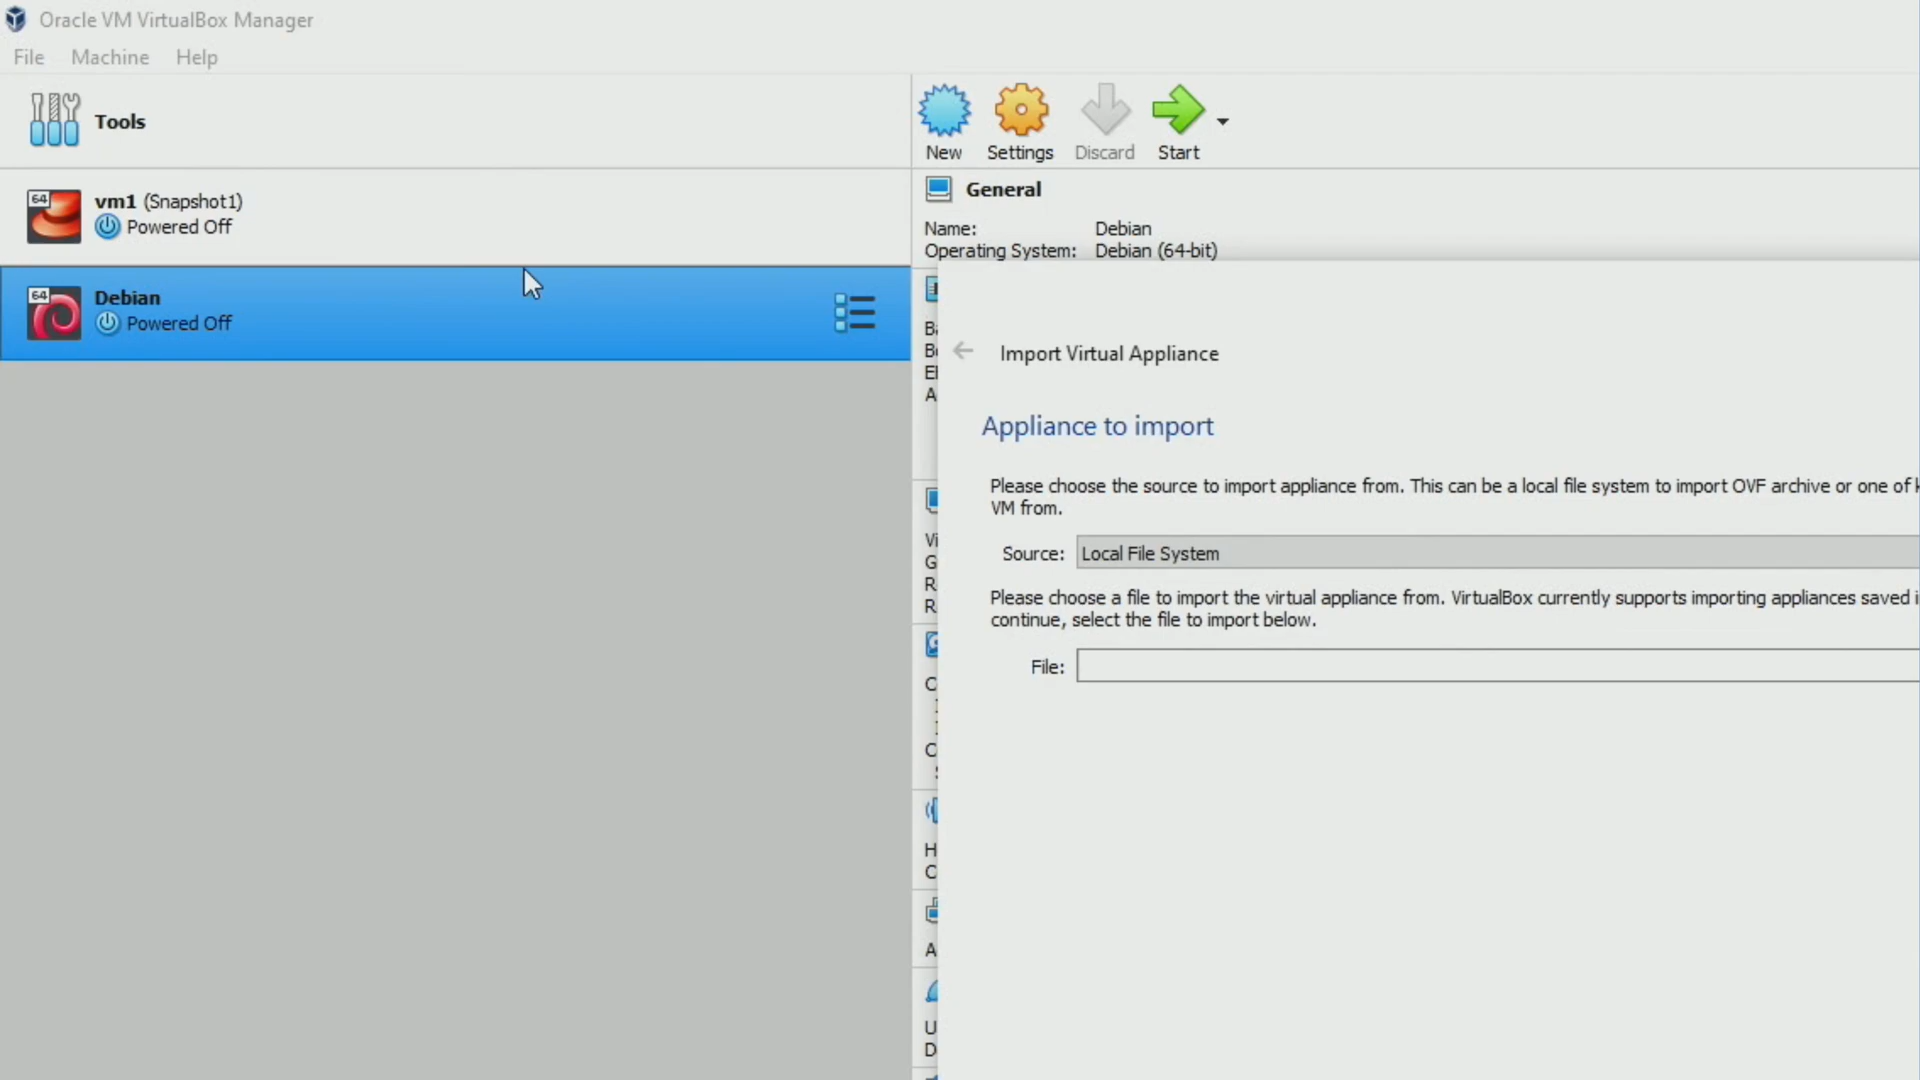 Oracle VM VirtualBox Manager
File Machine Help
Tools
New Settings Discard Start
64
vm1 (Snapshot1)
Powered Off
64
Debian
Powered Off
General
Name: Debian
Operating System: Debian (64-bit)
Import Virtual Appliance
Appliance to import
Please choose the source to import appliance from. This can be a local file system to import OVF archive or one of
VM from.
Source: Local File System
Please choose a file to import the virtual appliance from. VirtualBox currently supports importing appliances saved
continue, select the file to import below.
File: